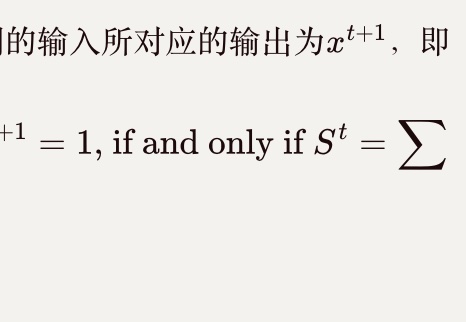 的输入所对应的输出为x^{t+1}，即
+1 = 1, if and only if S^t = ∑